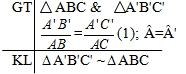 GT △ABC & △A'B'C'
A'B'/AB = A'C'/AC (1); Â=Â'
KL △A'B'C' ~ △ABC